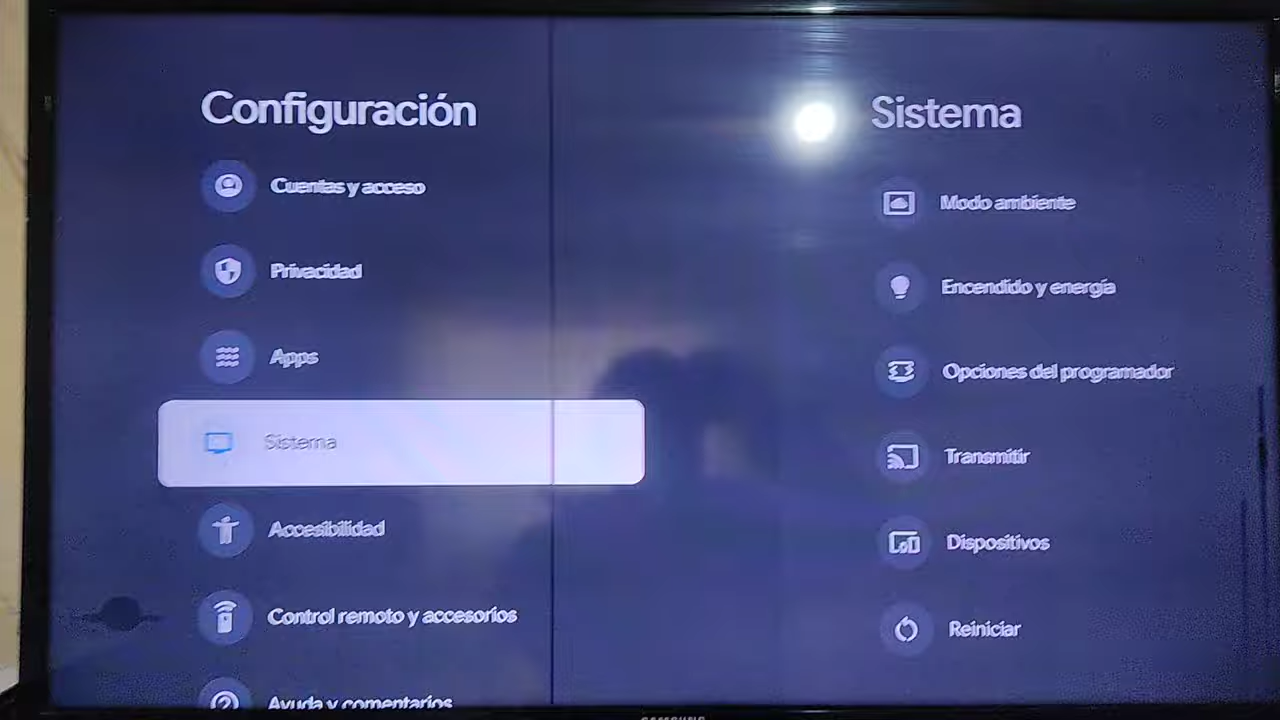 Configuración
Cuentas y acceso
Privacidad
Apps
Sistema
Accesibilidad
Control remoto y accesorios
Ayuda y comentarios
Sistema
Modo ambiente
Encendido y energía
Opciones del programador
Transmitir
Dispositivos
Reiniciar
SAMSUNG